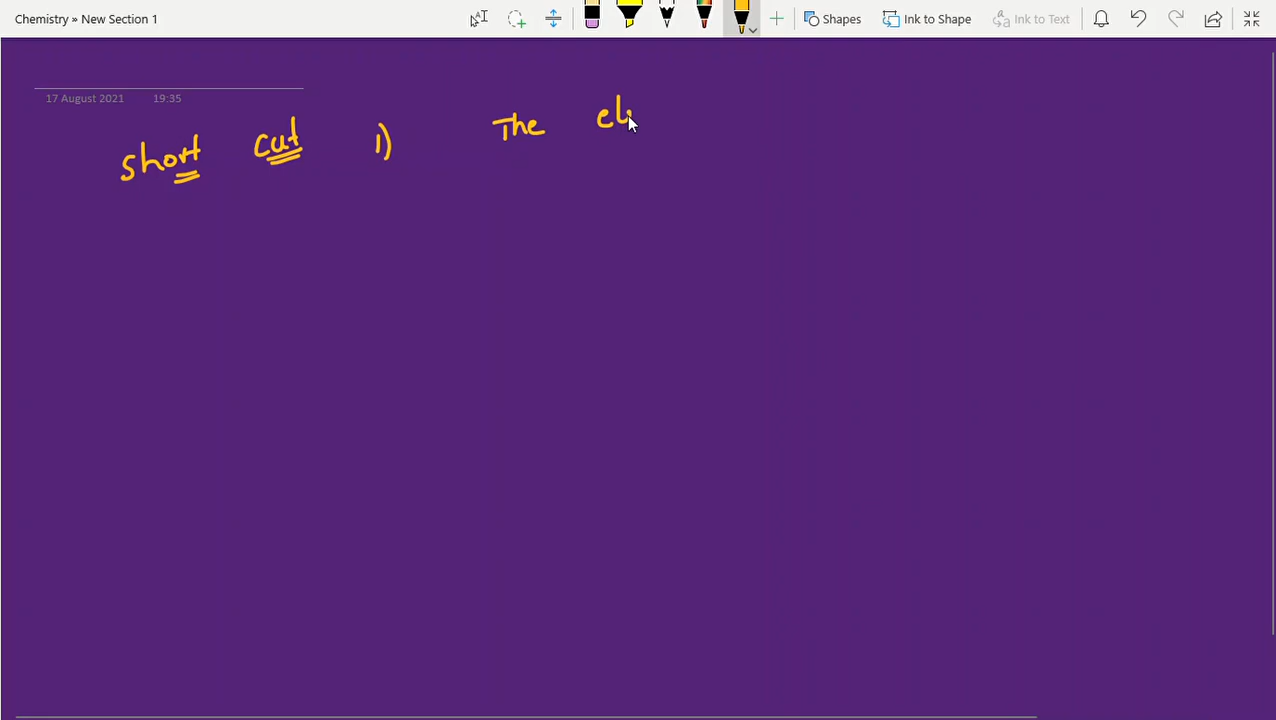 Chemistry » New Section 1
Shapes Ink to Shape Ink to Text
17 August 2021 19:35
short cut 1) The el